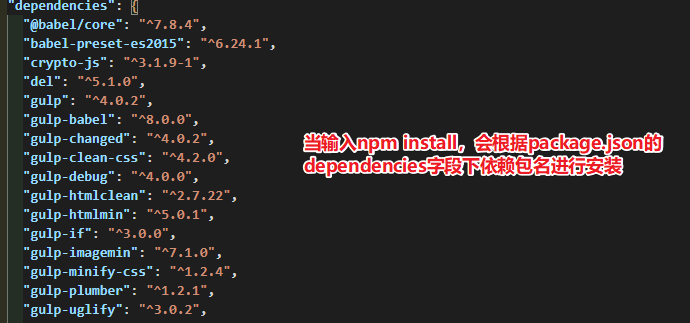 "dependencies": {
"@babel/core": "^7.8.4",
"babel-preset-es2015": "^6.24.1",
"crypto-js": "^3.1.9-1",
"del": "^5.1.0",
"gulp": "^4.0.2",
"gulp-babel": "^8.0.0",
"gulp-changed": "^4.0.2",
"gulp-clean-css": "^4.2.0",
"gulp-debug": "^4.0.0",
"gulp-htmlclean": "^2.7.22",
"gulp-htmlmin": "^5.0.1",
"gulp-if": "^3.0.0",
"gulp-imagemin": "^7.1.0",
"gulp-minify-css": "^1.2.4",
"gulp-plumber": "^1.2.1",
"gulp-uglify": "^3.0.2",
当输入npm install，会根据package.json的
dependencies字段下依赖包名进行安装